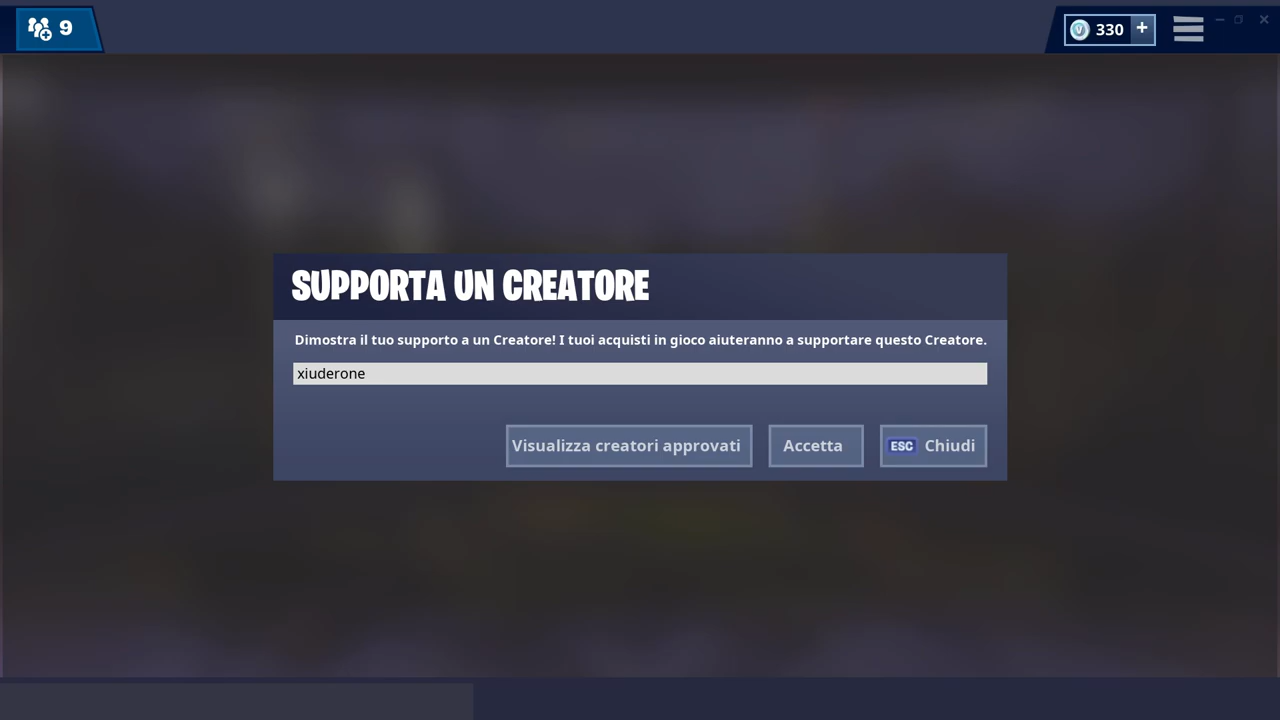 9
330 +
SUPPORTA UN CREATORE
Dimostra il tuo supporto a un Creatore! I tuoi acquisti in gioco aiuteranno a supportare questo Creatore.
xiuderone
Visualizza creatori approvati Accetta ESC Chiudi